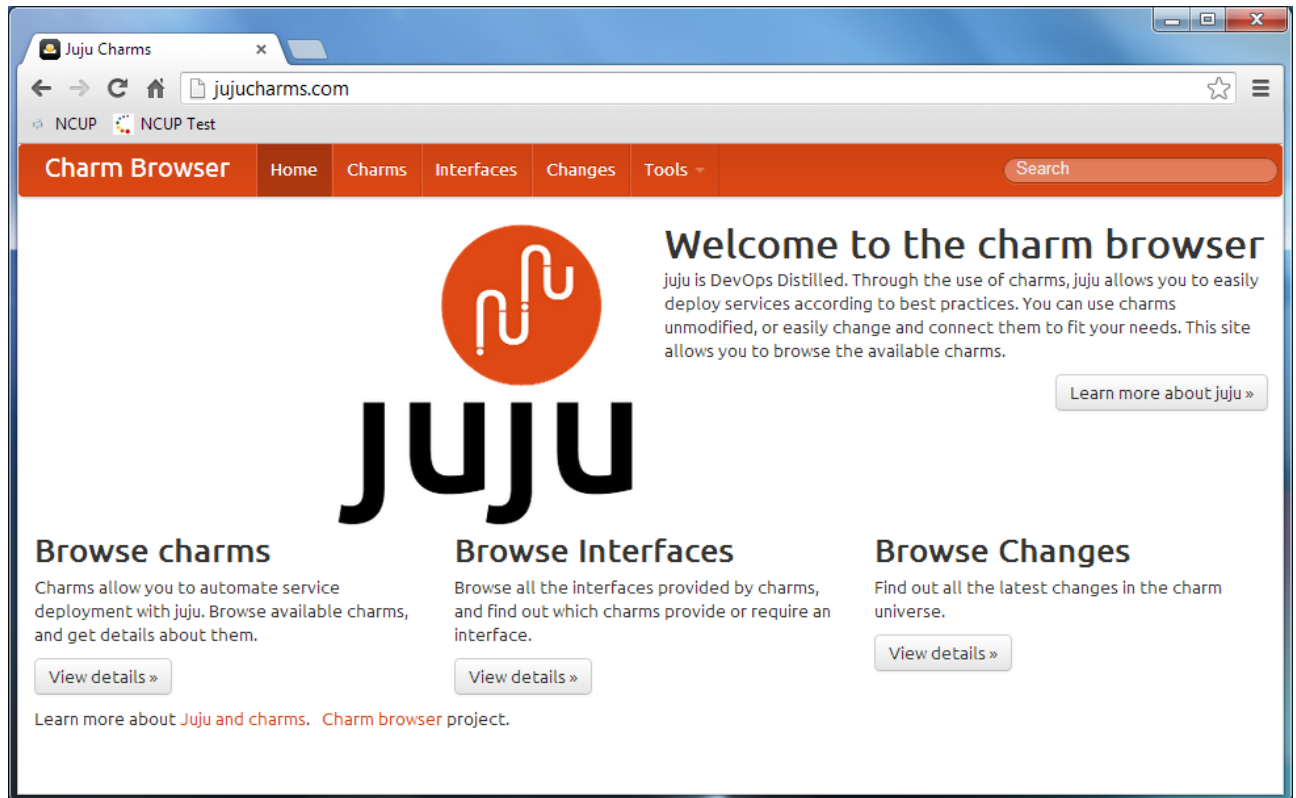 Juju Charms
jujucharms.com
NCUP NCUP Test
Charm Browser Home Charms Interfaces Changes Tools Search
juju
Welcome to the charm browser
juju is DevOps Distilled. Through the use of charms, juju allows you to easily
deploy services according to best practices. You can use charms
unmodified, or easily change and connect them to fit your needs. This site
allows you to browse the available charms.
Learn more about juju »
Browse charms
Charms allow you to automate service
deployment with juju. Browse available charms,
and get details about them.
View details »
Browse Interfaces
Browse all the interfaces provided by charms,
and find out which charms provide or require an
interface.
View details »
Browse Changes
Find out all the latest changes in the charm
universe.
View details »
Learn more about Juju and charms. Charm browser project.